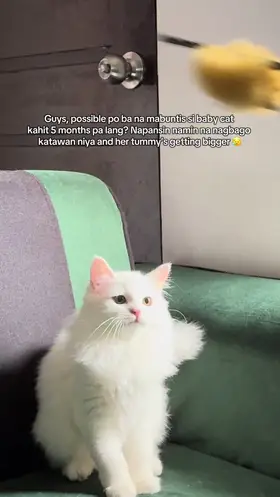 Guys, possible po ba na mabuntis si baby cat
kahit 5 months pa lang? Napansin namin na nagbago
katawan niya and her tummy's getting bigger🥺